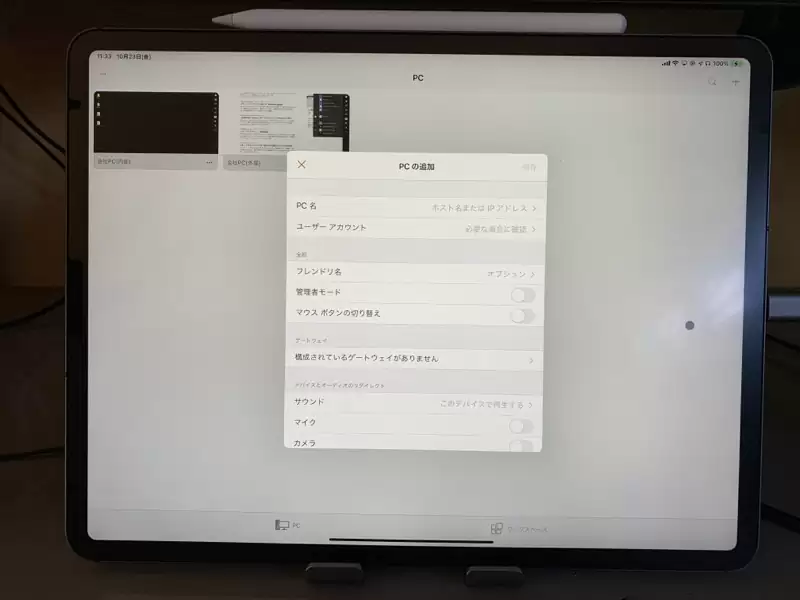 11:33 10月23日(金)
100%
PC
会社PC(内部)
会社PC(外部)
PC の追加
保存
PC 名 ホスト名または IP アドレス
ユーザー アカウント 必要な場合に確認
全般
フレンドリ名 オプション
管理者モード
マウス ボタンの切り替え
ゲートウェイ
構成されているゲートウェイがありません
デバイスとオーディオのリダイレクト
サウンド このデバイスで再生する
マイク
カメラ
PC
ワークスペース